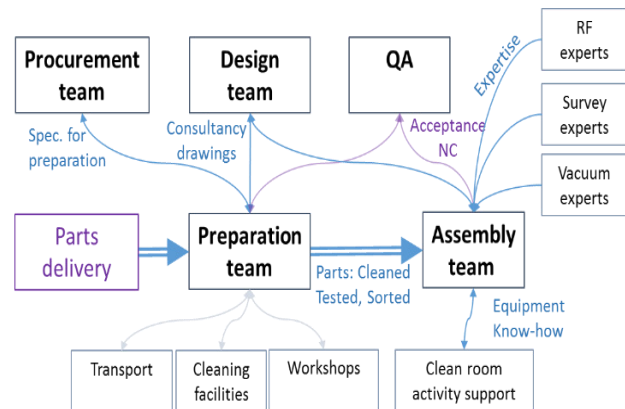 Procurement
team
Design
team
QA
RF
experts
Expertise
Survey
experts
Vacuum
experts
Spec. for
preparation
Consultancy
drawings
Acceptance
NC
Parts
delivery
Preparation
team
Parts: Cleaned
Tested, Sorted
Assembly
team
Equipment
Know-how
Transport
Cleaning
facilities
Workshops
Clean room
activity support